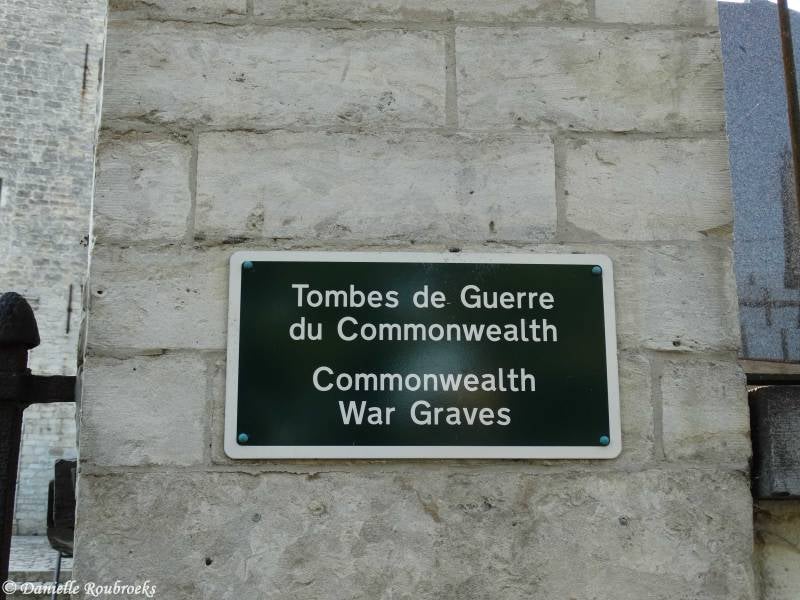 Tombes de Guerre
du Commonwealth
Commonwealth
War Graves
© Danielle Roubroeks